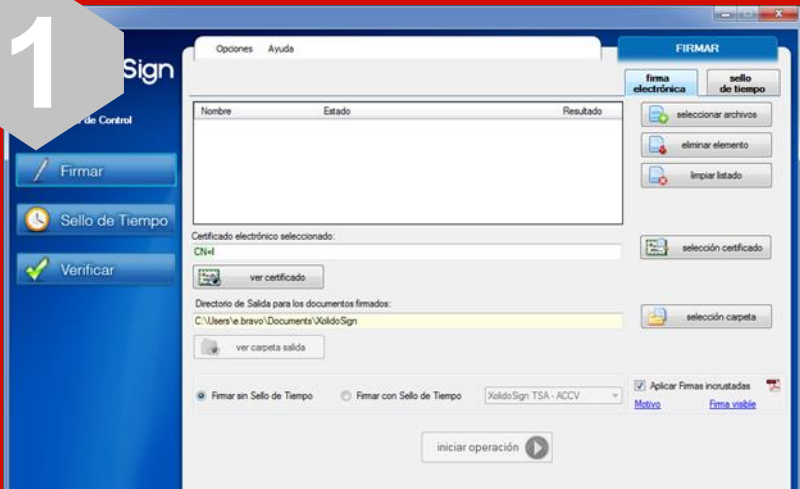 1
Sign
de Control
Firmar
Sello de Tiempo
Verificar
Opciones Ayuda
FIRMAR
firma electrónica
sello de tiempo
Nombre Estado Resultado
seleccionar archivos
eliminar elemento
limpiar listado
Certificado electrónico seleccionado:
CN=I
selección certificado
ver certificado
Directorio de Salida para los documentos firmados:
C:\Users\e.bravo\Documents\XolidoSign
selección carpeta
ver carpeta salida
Firmar sin Sello de Tiempo Firmar con Sello de Tiempo XolidoSign TSA - ACCV
Aplicar Firmas incrustadas
Motivo Firma visible
iniciar operación